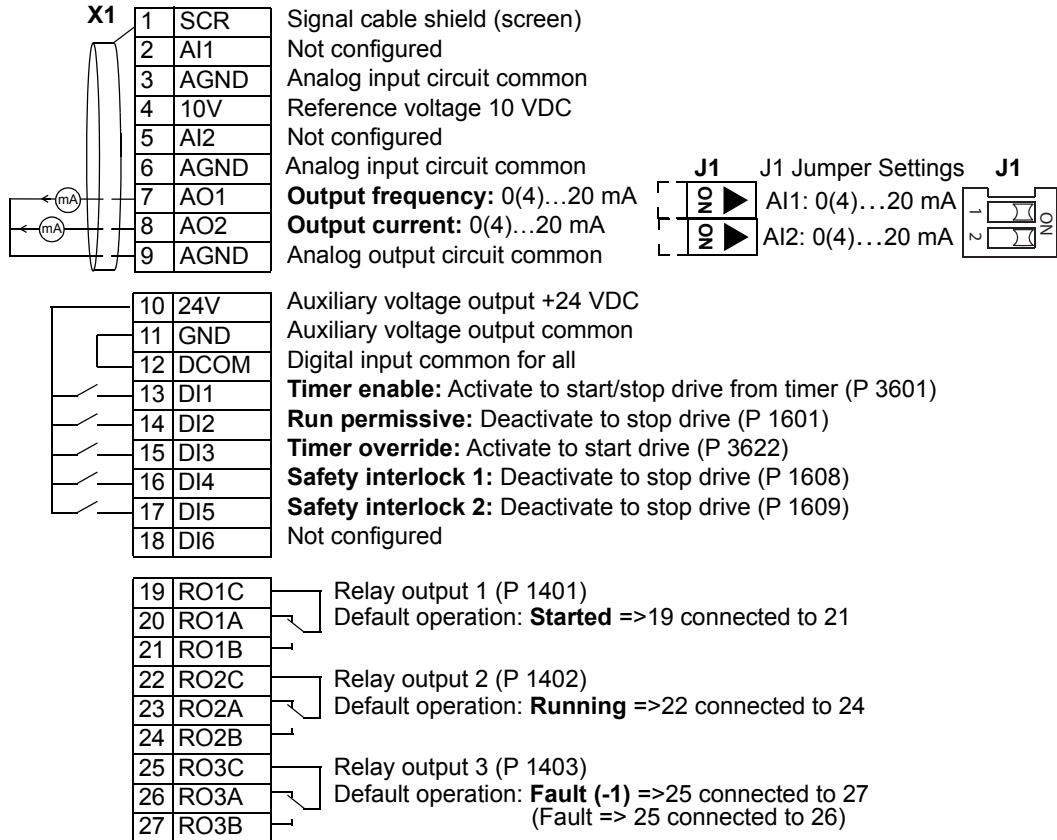 X1
1 SCR Signal cable shield (screen)
2 AI1 Not configured
3 AGND Analog input circuit common
4 10V Reference voltage 10 VDC
5 AI2 Not configured
6 AGND Analog input circuit common
7 AO1 Output frequency: 0(4)…20 mA
8 AO2 Output current: 0(4)…20 mA
9 AGND Analog output circuit common
mA
mA
J1 J1 Jumper Settings J1
ON AI1: 0(4)…20 mA 1
ON AI2: 0(4)…20 mA 2 ON
10 24V Auxiliary voltage output +24 VDC
11 GND Auxiliary voltage output common
12 DCOM Digital input common for all
13 DI1 Timer enable: Activate to start/stop drive from timer (P 3601)
14 DI2 Run permissive: Deactivate to stop drive (P 1601)
15 DI3 Timer override: Activate to start drive (P 3622)
16 DI4 Safety interlock 1: Deactivate to stop drive (P 1608)
17 DI5 Safety interlock 2: Deactivate to stop drive (P 1609)
18 DI6 Not configured
19 RO1C Relay output 1 (P 1401)
20 RO1A Default operation: Started =>19 connected to 21
21 RO1B
22 RO2C Relay output 2 (P 1402)
23 RO2A Default operation: Running =>22 connected to 24
24 RO2B
25 RO3C Relay output 3 (P 1403)
26 RO3A Default operation: Fault (-1) =>25 connected to 27
27 RO3B (Fault => 25 connected to 26)